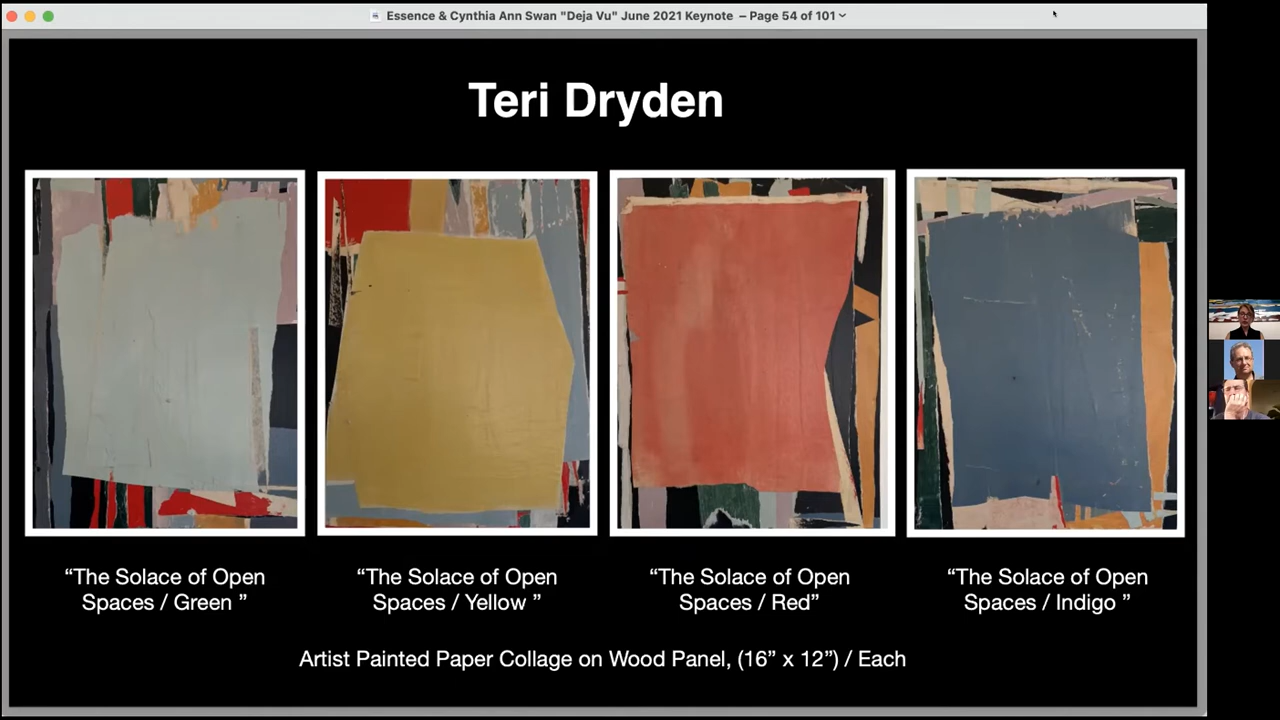 Essence & Cynthia Ann Swan "Deja Vu" June 2021 Keynote – Page 54 of 101
Teri Dryden
“The Solace of Open
Spaces / Green ”
“The Solace of Open
Spaces / Yellow ”
“The Solace of Open
Spaces / Red”
“The Solace of Open
Spaces / Indigo ”
Artist Painted Paper Collage on Wood Panel, (16” x 12”) / Each